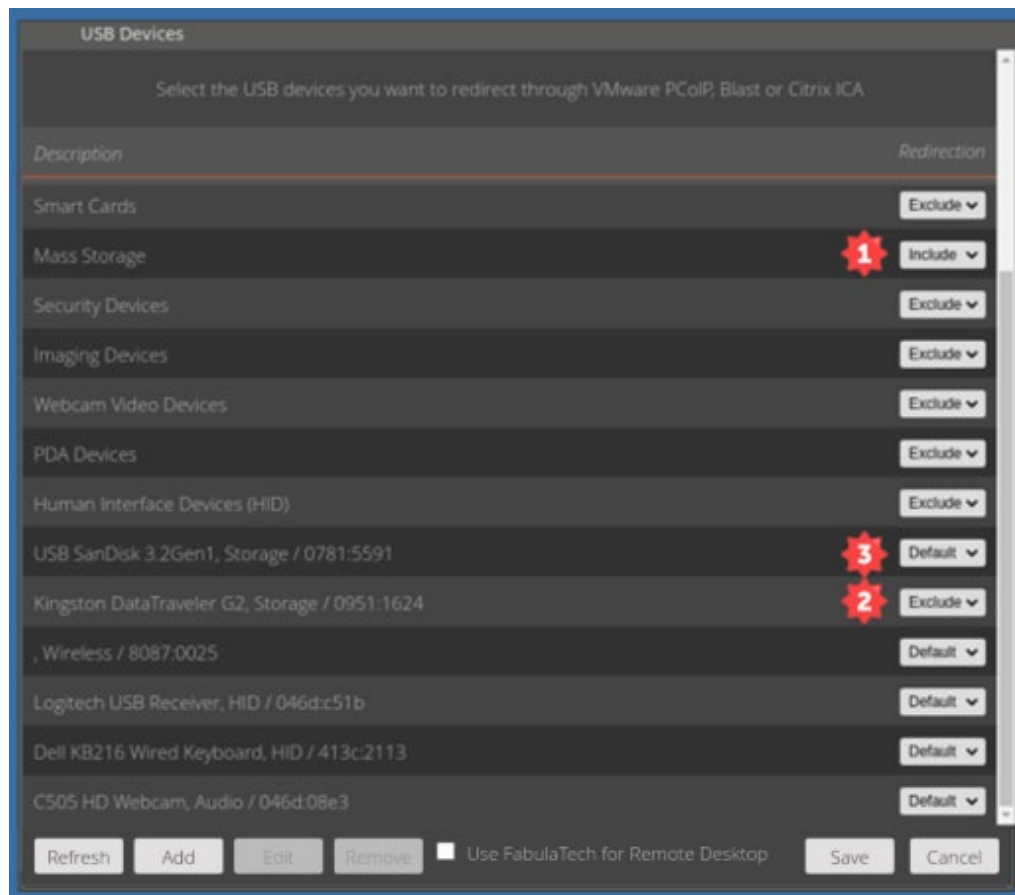 USB Devices
Select the USB devices you want to redirect through VMware PCoIP, Blast or Citrix ICA
Description Redirection
Smart Cards Exclude
Mass Storage 1 Include
Security Devices Exclude
Imaging Devices Exclude
Webcam Video Devices Exclude
PDA Devices Exclude
Human Interface Devices (HID) Exclude
USB SanDisk 3.2Gen1, Storage / 0781:5591 3 Default
Kingston DataTraveler G2, Storage / 0951:1624 2 Exclude
, Wireless / 8087:0025 Default
Logitech USB Receiver, HID / 046d:c51b Default
Dell KB216 Wired Keyboard, HID / 413c:2113 Default
C505 HD Webcam, Audio / 046d:08e3 Default
Refresh Add Edit Remove Use FabulaTech for Remote Desktop Save Cancel